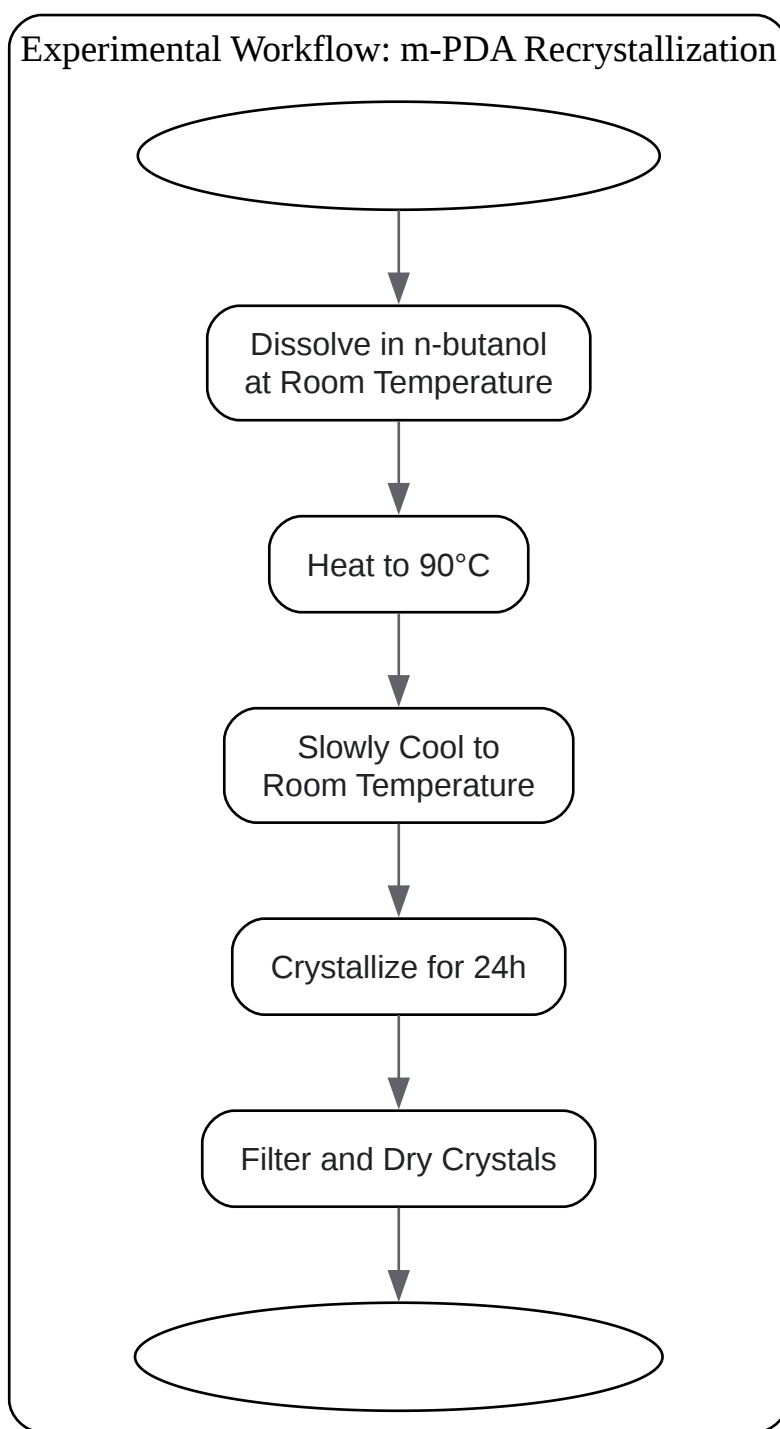 Experimental Workflow: m-PDA Recrystallization
Dissolve in n-butanol
at Room Temperature
Heat to 90°C
Slowly Cool to
Room Temperature
Crystallize for 24h
Filter and Dry Crystals